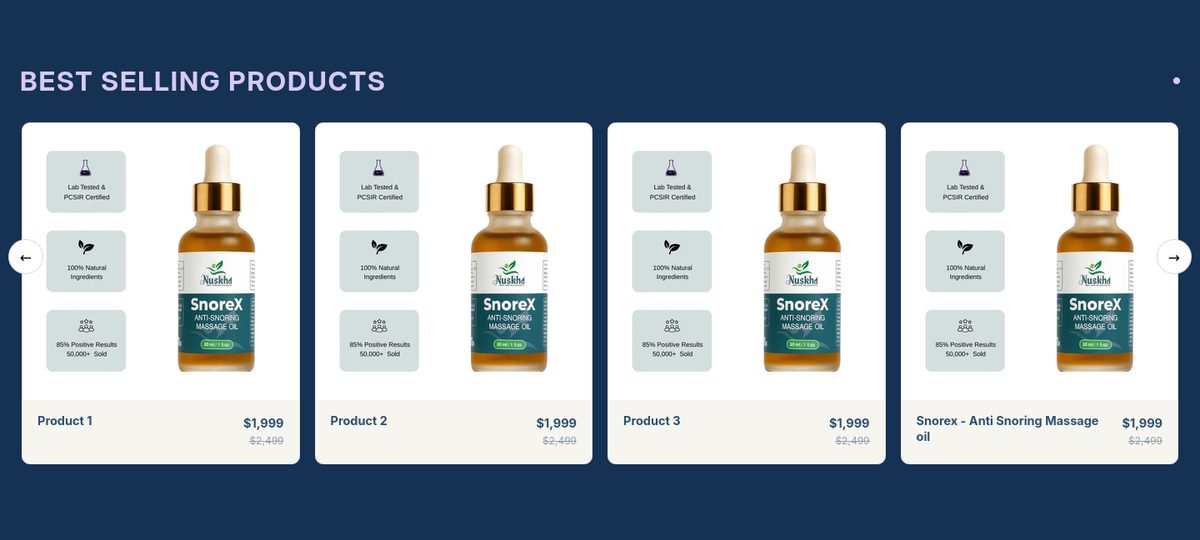 BEST SELLING PRODUCTS
Lab Tested &
PCSIR Certified
100% Natural
Ingredients
85% Positive Results
50,000+ Sold
Nuskha
SnoreX
ANTI-SNORING
MASSAGE OIL
30 ml / 1 fl oz
Product 1
$1,999
$2,499
Lab Tested &
PCSIR Certified
100% Natural
Ingredients
85% Positive Results
50,000+ Sold
Nuskha
SnoreX
ANTI-SNORING
MASSAGE OIL
30 ml / 1 fl oz
Product 2
$1,999
$2,499
Lab Tested &
PCSIR Certified
100% Natural
Ingredients
85% Positive Results
50,000+ Sold
Nuskha
SnoreX
ANTI-SNORING
MASSAGE OIL
30 ml / 1 fl oz
Product 3
$1,999
$2,499
Lab Tested &
PCSIR Certified
100% Natural
Ingredients
85% Positive Results
50,000+ Sold
Nuskha
SnoreX
ANTI-SNORING
MASSAGE OIL
30 ml / 1 fl oz
Snorex - Anti Snoring Massage
oil
$1,999
$2,499